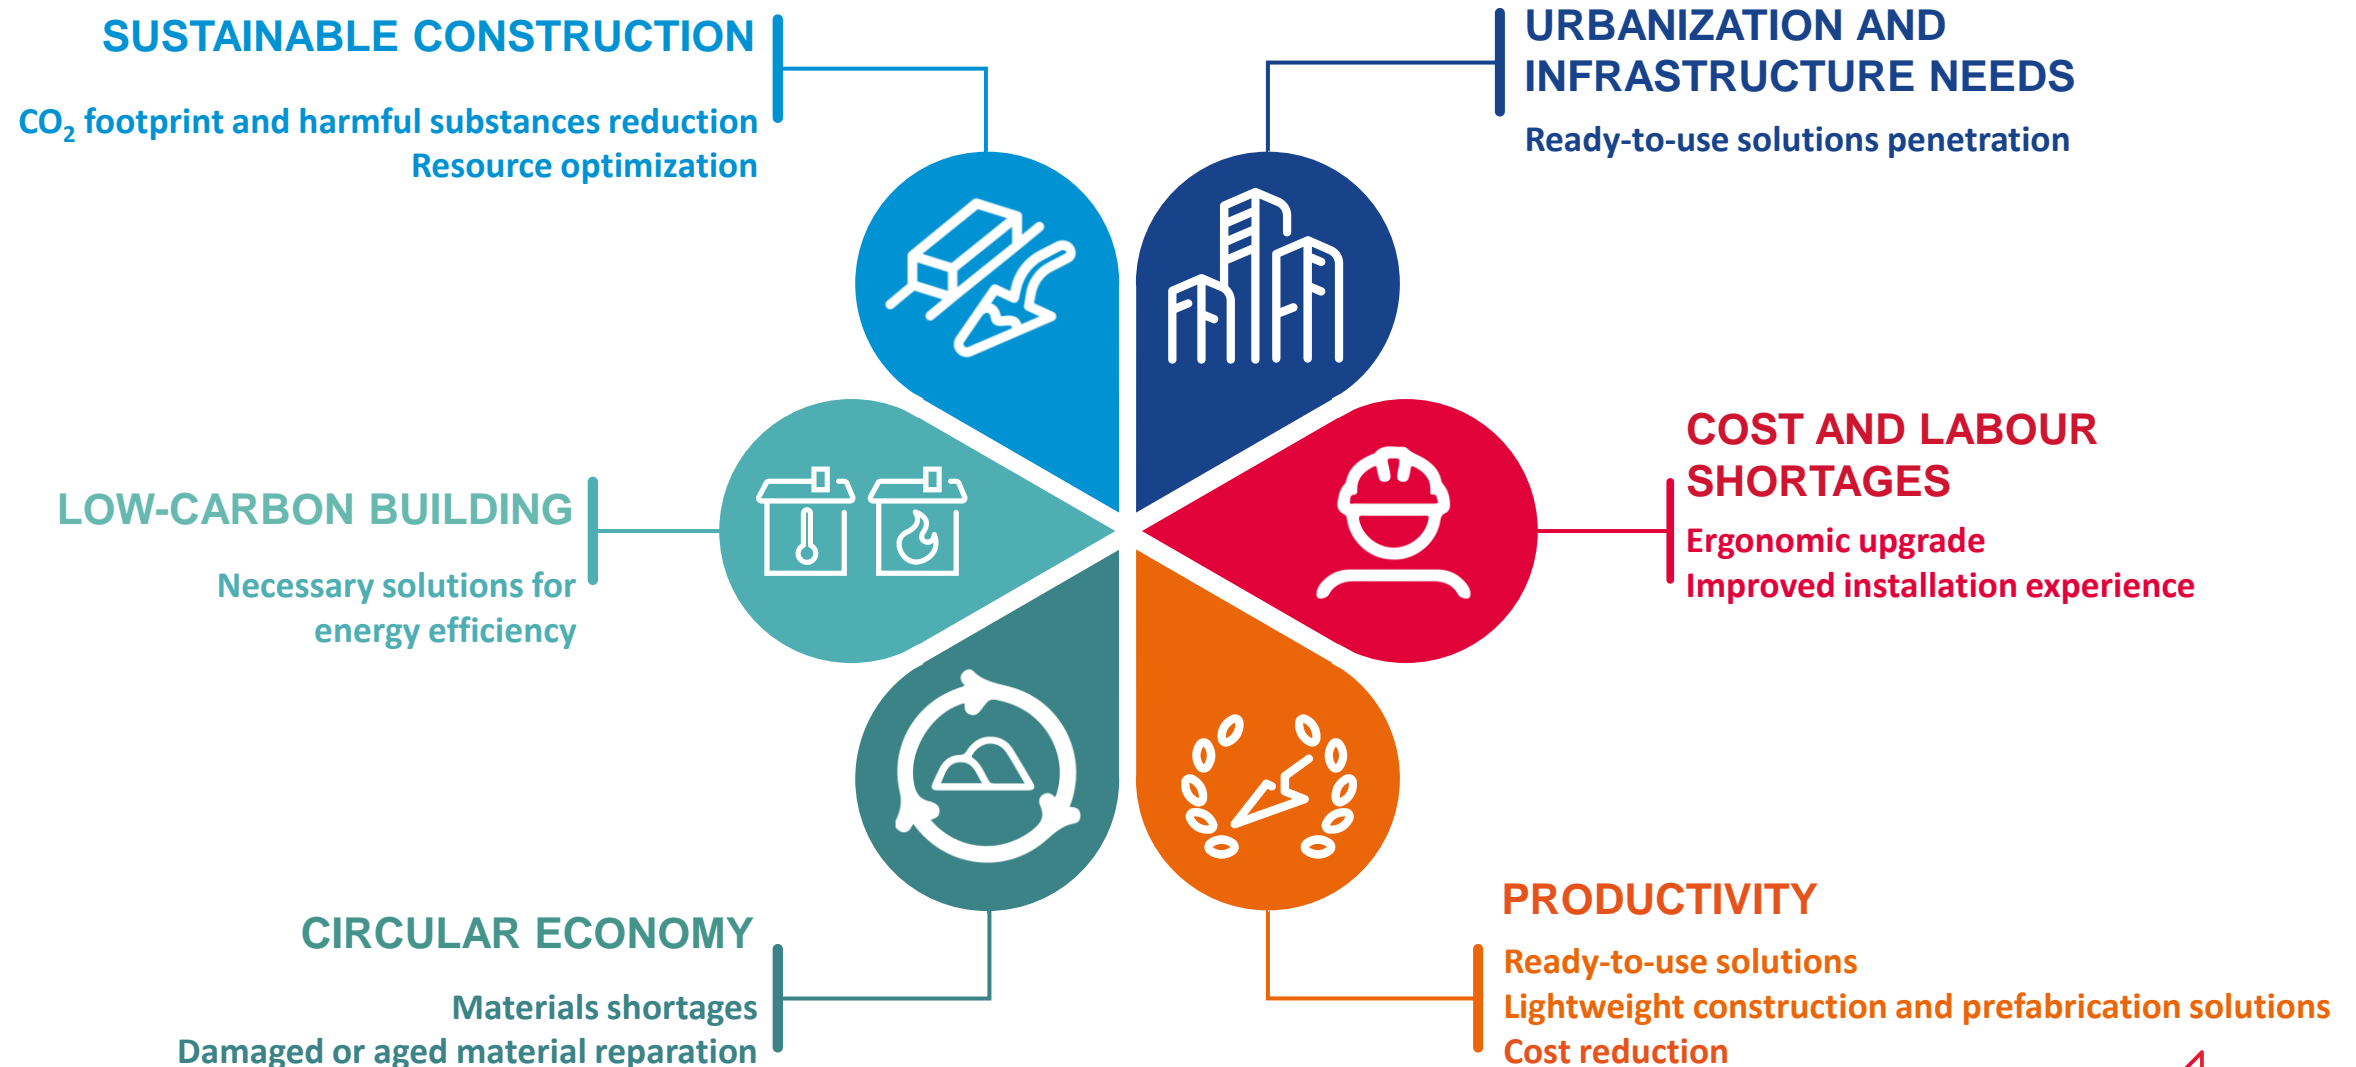 SUSTAINABLE CONSTRUCTION
CO₂ footprint and harmful substances reduction
Resource optimization
URBANIZATION AND
INFRASTRUCTURE NEEDS
Ready-to-use solutions penetration
LOW-CARBON BUILDING
Necessary solutions for
energy efficiency
COST AND LABOUR
SHORTAGES
Ergonomic upgrade
Improved installation experience
CIRCULAR ECONOMY
Materials shortages
Damaged or aged material reparation
PRODUCTIVITY
Ready-to-use solutions
Lightweight construction and prefabrication solutions
Cost reduction